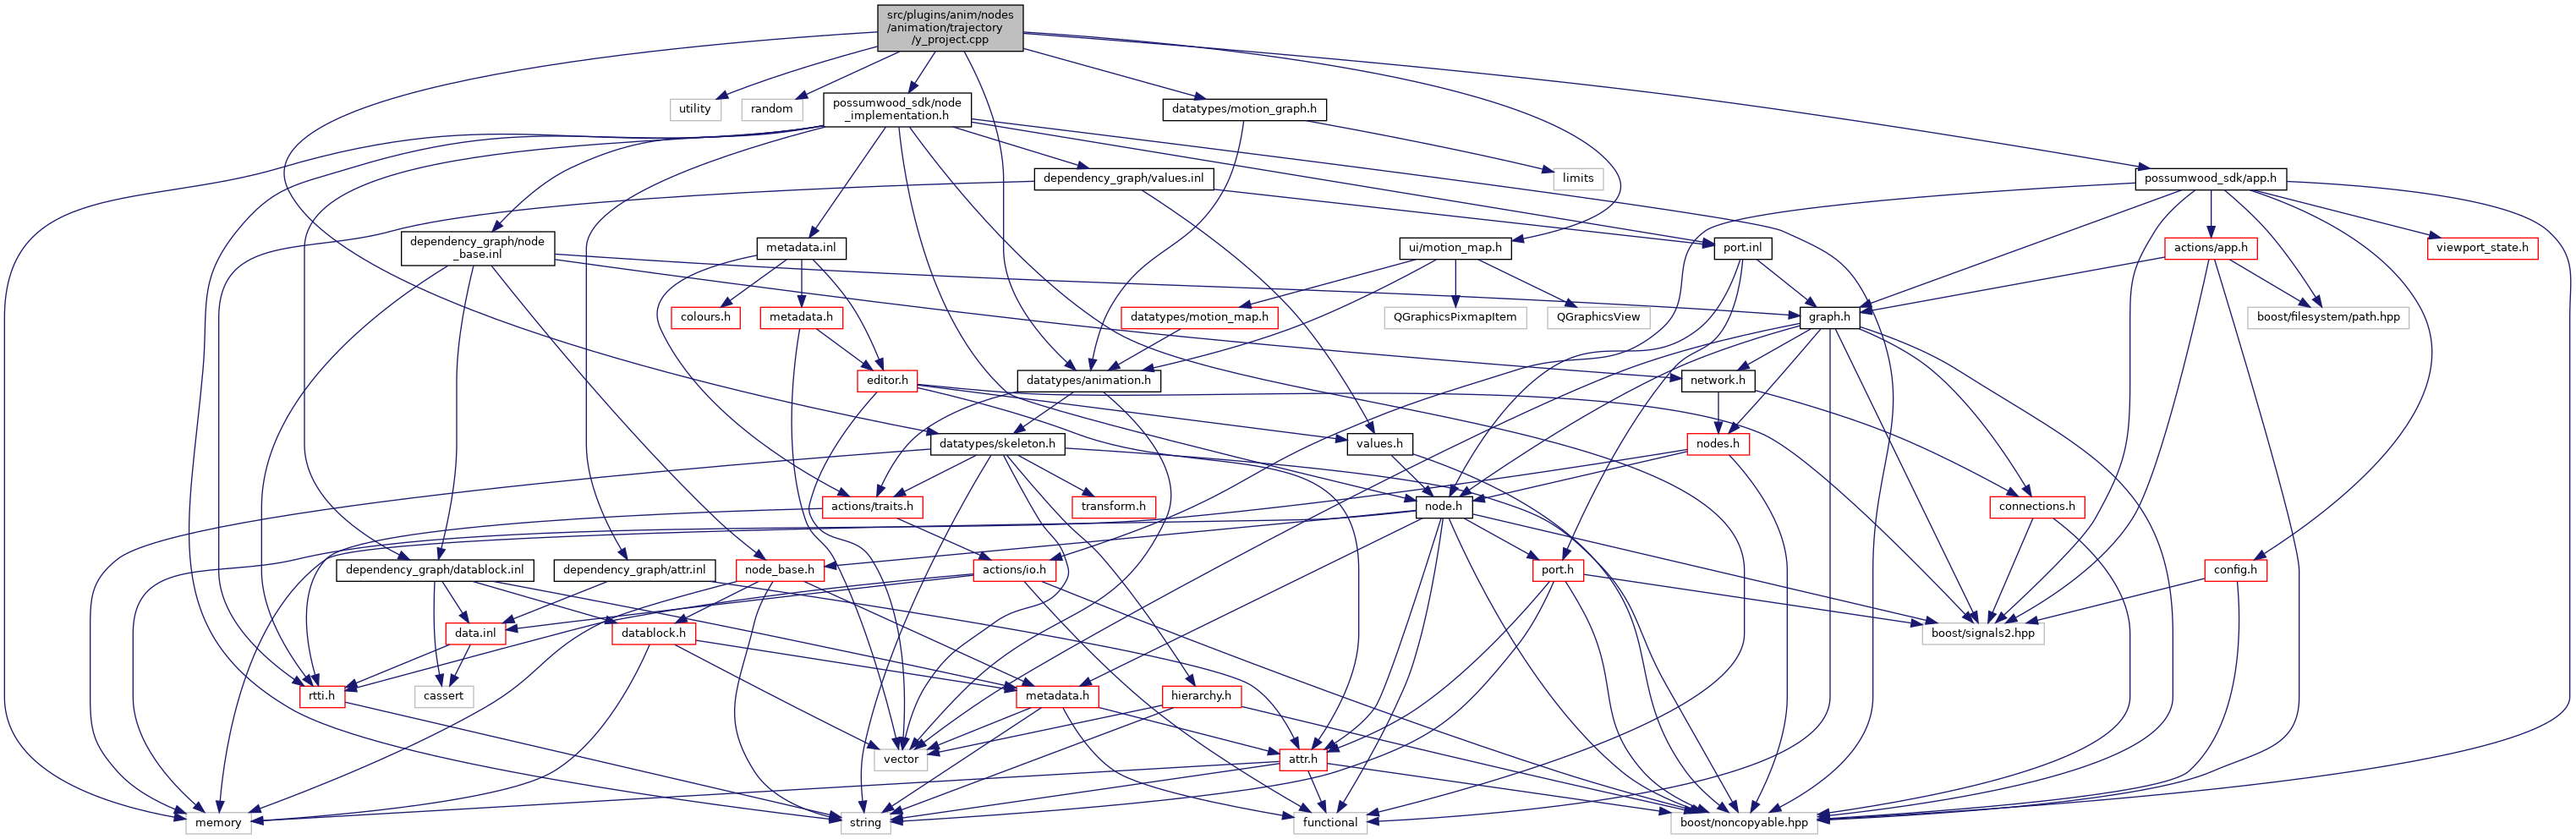 src/plugins/anim/nodes
/animation/trajectory
/y_project.cpp
utility
random
possumwood_sdk/node
_implementation.h
datatypes/motion_graph.h
dependency_graph/values.inl
limits
possumwood_sdk/app.h
dependency_graph/node
_base.inl
metadata.inl
ui/motion_map.h
port.inl
actions/app.h
viewport_state.h
colours.h
metadata.h
datatypes/motion_map.h
QGraphicsPixmapItem
QGraphicsView
graph.h
boost/filesystem/path.hpp
editor.h
datatypes/animation.h
network.h
datatypes/skeleton.h
values.h
nodes.h
actions/traits.h
transform.h
node.h
connections.h
dependency_graph/datablock.inl
dependency_graph/attr.inl
node_base.h
actions/io.h
port.h
config.h
data.inl
datablock.h
boost/signals2.hpp
rtti.h
cassert
metadata.h
hierarchy.h
vector
attr.h
memory
string
functional
boost/noncopyable.hpp